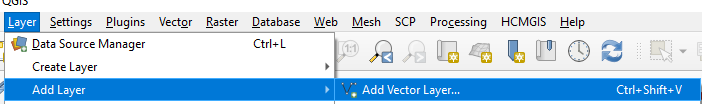 QGIS
Layer Settings Plugins Vector Raster Database Web Mesh SCP Processing HCMGIS Help
Data Source Manager Ctrl+L
Create Layer
Add Layer Add Vector Layer... Ctrl+Shift+V